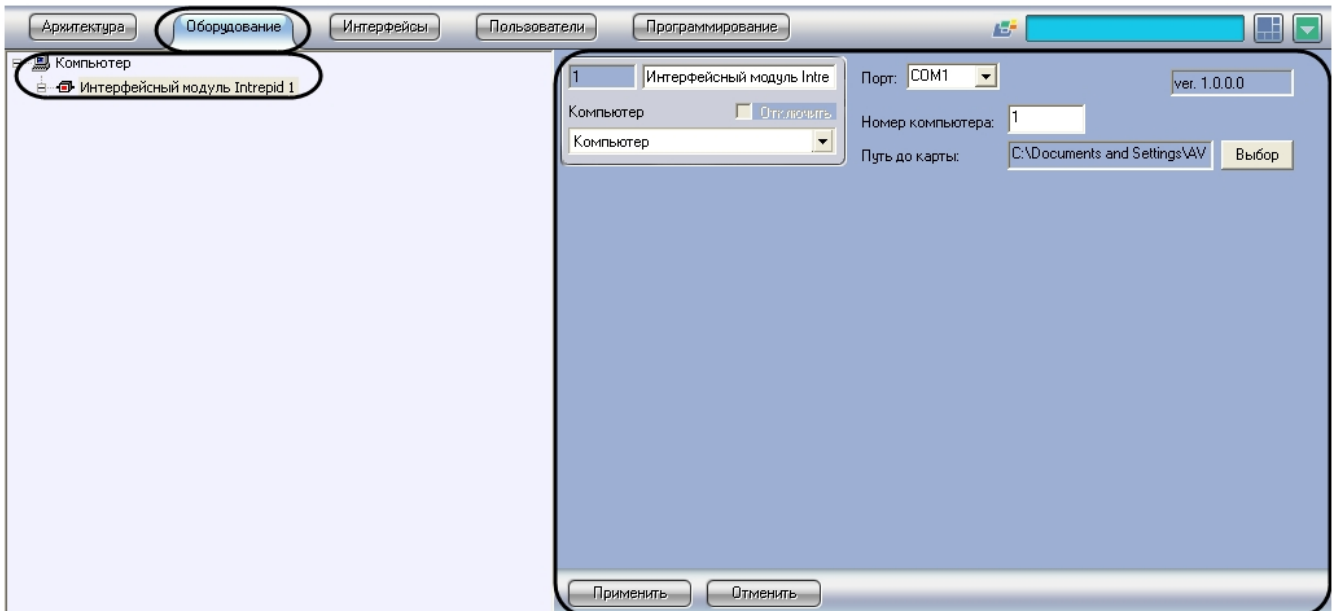 Архитектура Оборудование Интерфейсы Пользователи Программирование
Компьютер
Интерфейсный модуль Intrepid 1
1 Интерфейсный модуль Intre Порт: COM1 ver. 1.0.0.0
Компьютер Отключить Номер компьютера: 1
Компьютер Путь до карты: C:\Documents and Settings\AV Выбор
Применить Отменить